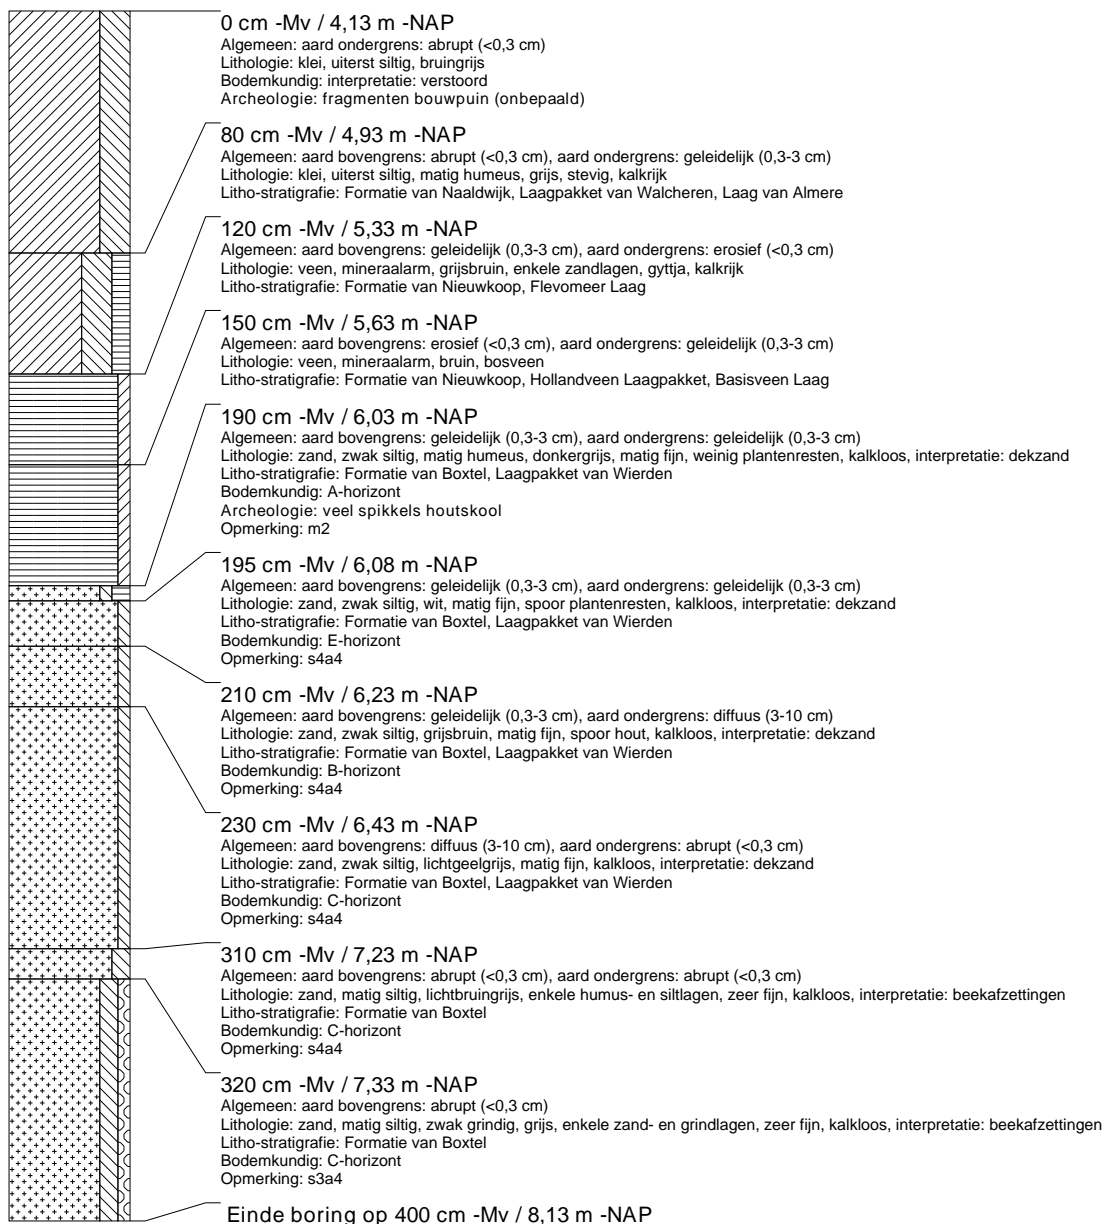 0 cm -Mv / 4,13 m -NAP
Algemeen: aard ondergrens: abrupt (<0,3 cm)
Lithologie: klei, uiterst siltig, bruingrijs
Bodemkundig: interpretatie: verstoord
Archeologie: fragmenten bouwpuin (onbepaald)
80 cm -Mv / 4,93 m -NAP
Algemeen: aard bovengrens: abrupt (<0,3 cm), aard ondergrens: geleidelijk (0,3-3 cm)
Lithologie: klei, uiterst siltig, matig humeus, grijs, stevig, kalkrijk
Litho-stratigrafie: Formatie van Naaldwijk, Laagpakket van Walcheren, Laag van Almere
120 cm -Mv / 5,33 m -NAP
Algemeen: aard bovengrens: geleidelijk (0,3-3 cm), aard ondergrens: erosief (<0,3 cm)
Lithologie: veen, mineraalarm, grijsbruin, enkele zandlagen, gyttja, kalkrijk
Litho-stratigrafie: Formatie van Nieuwkoop, Flevomeer Laag
150 cm -Mv / 5,63 m -NAP
Algemeen: aard bovengrens: erosief (<0,3 cm), aard ondergrens: geleidelijk (0,3-3 cm)
Lithologie: veen, mineraalarm, bruin, bosveen
Litho-stratigrafie: Formatie van Nieuwkoop, Hollandveen Laagpakket, Basisveen Laag
190 cm -Mv / 6,03 m -NAP
Algemeen: aard bovengrens: geleidelijk (0,3-3 cm), aard ondergrens: geleidelijk (0,3-3 cm)
Lithologie: zand, zwak siltig, matig humeus, donkergrijs, matig fijn, weinig plantenresten, kalkloos, interpretatie: dekzand
Litho-stratigrafie: Formatie van Boxtel, Laagpakket van Wierden
Bodemkundig: A-horizont
Archeologie: veel spikkels houtskool
Opmerking: m2
195 cm -Mv / 6,08 m -NAP
Algemeen: aard bovengrens: geleidelijk (0,3-3 cm), aard ondergrens: geleidelijk (0,3-3 cm)
Lithologie: zand, zwak siltig, wit, matig fijn, spoor plantenresten, kalkloos, interpretatie: dekzand
Litho-stratigrafie: Formatie van Boxtel, Laagpakket van Wierden
Bodemkundig: E-horizont
Opmerking: s4a4
210 cm -Mv / 6,23 m -NAP
Algemeen: aard bovengrens: geleidelijk (0,3-3 cm), aard ondergrens: diffuus (3-10 cm)
Lithologie: zand, zwak siltig, grijsbruin, matig fijn, spoor hout, kalkloos, interpretatie: dekzand
Litho-stratigrafie: Formatie van Boxtel, Laagpakket van Wierden
Bodemkundig: B-horizont
Opmerking: s4a4
230 cm -Mv / 6,43 m -NAP
Algemeen: aard bovengrens: diffuus (3-10 cm), aard ondergrens: abrupt (<0,3 cm)
Lithologie: zand, zwak siltig, lichtgeelgrijs, matig fijn, kalkloos, interpretatie: dekzand
Litho-stratigrafie: Formatie van Boxtel, Laagpakket van Wierden
Bodemkundig: C-horizont
Opmerking: s4a4
310 cm -Mv / 7,23 m -NAP
Algemeen: aard bovengrens: abrupt (<0,3 cm), aard ondergrens: abrupt (<0,3 cm)
Lithologie: zand, matig siltig, lichtbruingrijs, enkele humus- en siltlagen, zeer fijn, kalkloos, interpretatie: beekafzettingen
Litho-stratigrafie: Formatie van Boxtel
Bodemkundig: C-horizont
Opmerking: s4a4
320 cm -Mv / 7,33 m -NAP
Algemeen: aard bovengrens: abrupt (<0,3 cm)
Lithologie: zand, matig siltig, zwak grindig, grijs, enkele zand- en grindlagen, zeer fijn, kalkloos, interpretatie: beekafzettingen
Litho-stratigrafie: Formatie van Boxtel
Bodemkundig: C-horizont
Opmerking: s3a4
Einde boring op 400 cm -Mv / 8,13 m -NAP